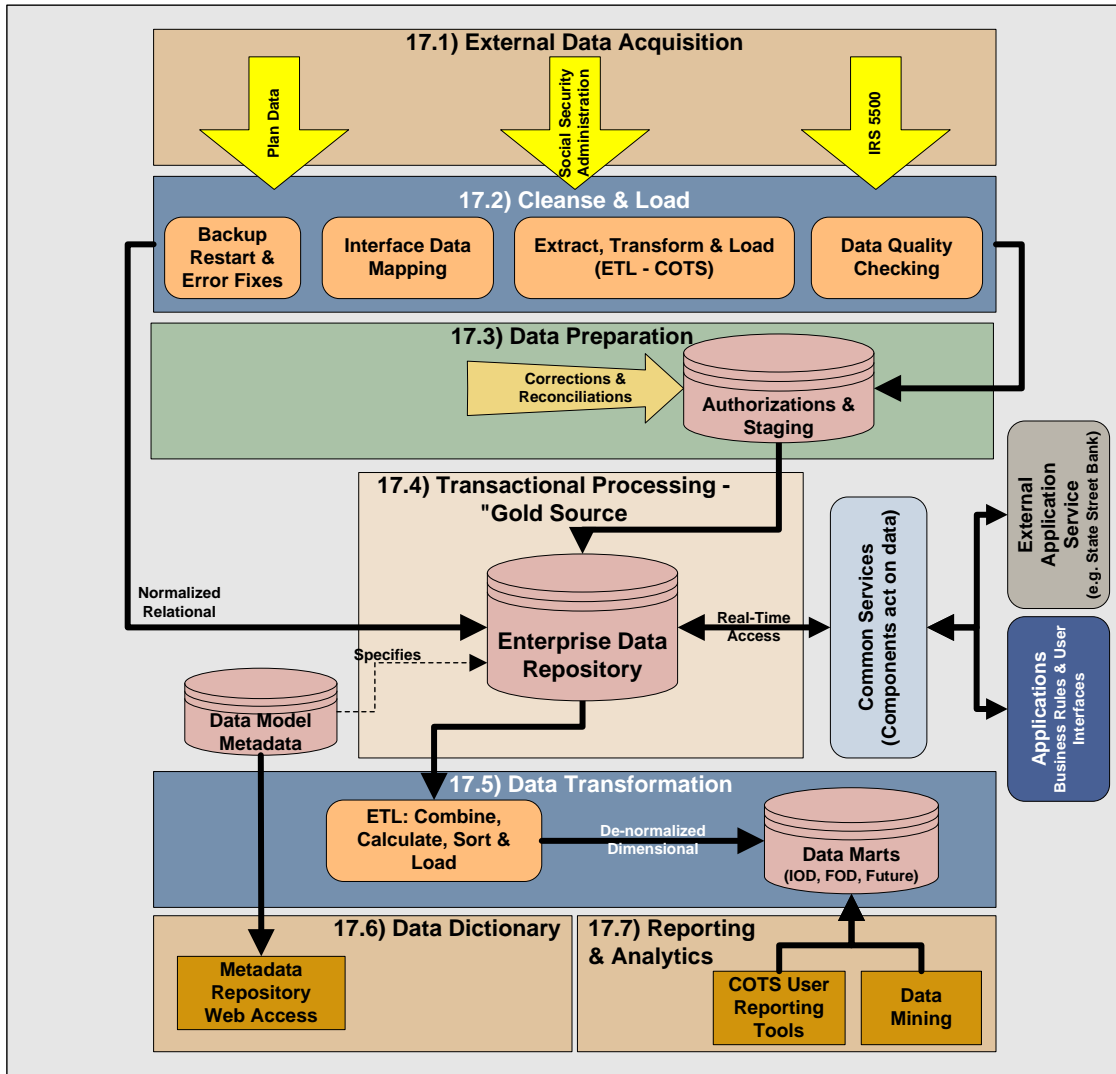 17.1) External Data Acquisition
Plan Data
Social Security
Administration
IRS 5500
17.2) Cleanse & Load
Backup
Restart &
Error Fixes
Interface Data
Mapping
Extract, Transform & Load
(ETL - COTS)
Data Quality
Checking
17.3) Data Preparation
Corrections &
Reconciliations
Authorizations &
Staging
17.4) Transactional Processing -
"Gold Source
Normalized
Relational
Specifies
Enterprise Data
Repository
Real-Time
Access
Common Services
(Components act on data)
External
Application
Service
(e.g. State Street Bank)
Applications
Business Rules & User
Interfaces
Data Model
Metadata
17.5) Data Transformation
ETL: Combine,
Calculate, Sort &
Load
De-normalized
Dimensional
Data Marts
(IOD, FOD, Future)
17.6) Data Dictionary
Metadata
Repository
Web Access
17.7) Reporting
& Analytics
COTS User
Reporting
Tools
Data
Mining